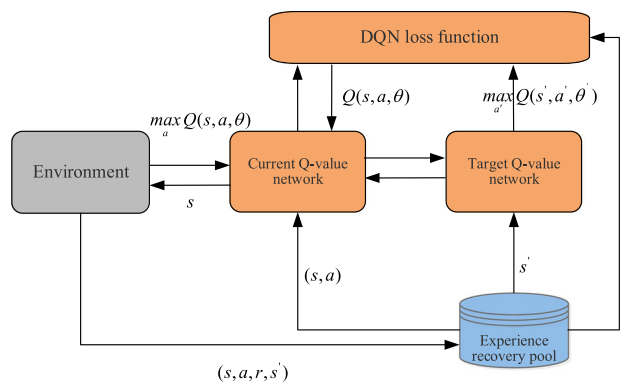 DQN loss function
Q(s,a,θ)
max Q(s',a',θ')
a'
max Q(s,a,θ)
a
Environment
Current Q-value
network
Target Q-value
network
s
(s,a)
s'
Experience
recovery pool
(s,a,r,s')